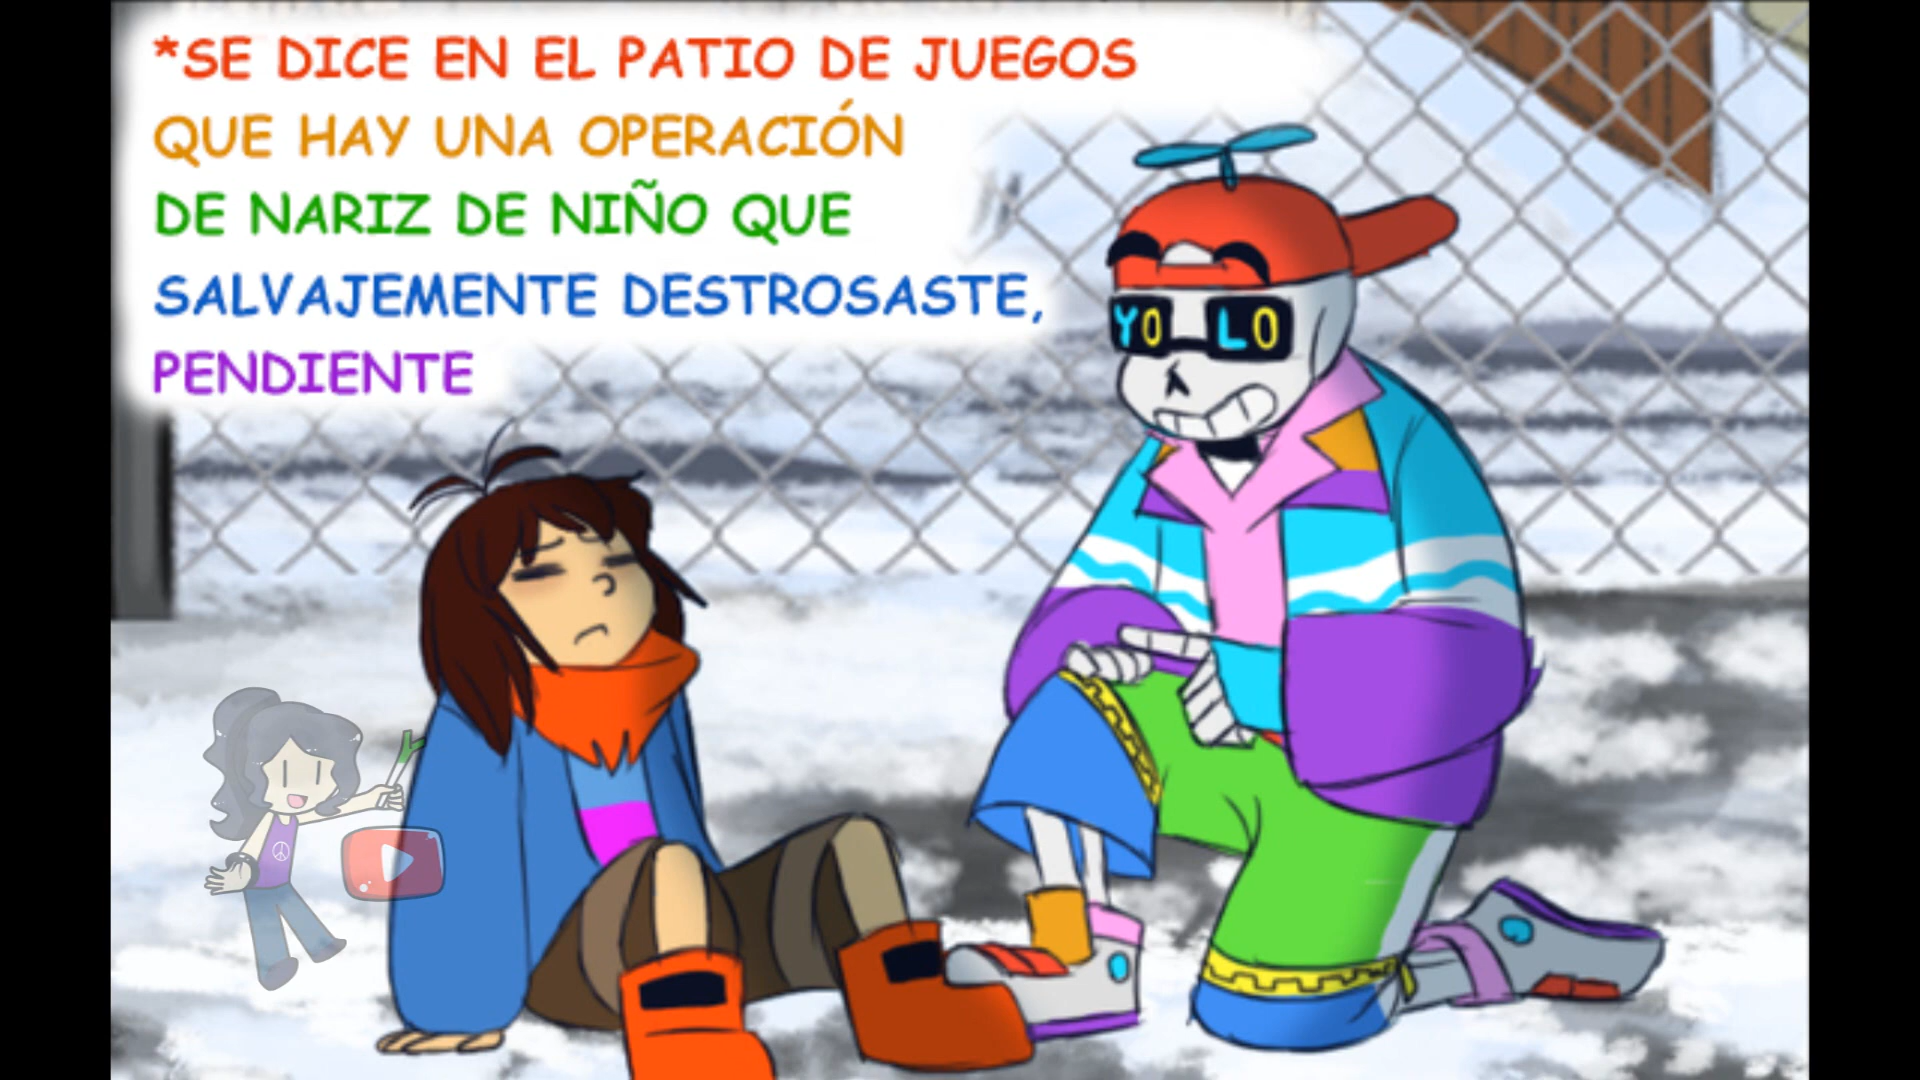 *SE DICE EN EL PATIO DE JUEGOS
QUE HAY UNA OPERACIÓN
DE NARIZ DE NIÑO QUE
SALVAJEMENTE DESTROSASTE,
PENDIENTE
YO LO